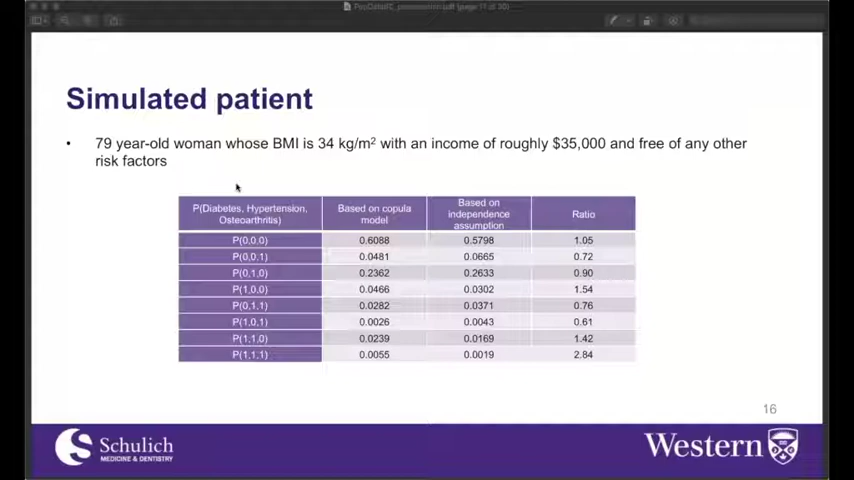 Simulated patient
• 79 year-old woman whose BMI is 34 kg/m² with an income of roughly $35,000 and free of any other
risk factors
P(Diabetes, Hypertension, Osteoarthritis) Based on copula model Based on independence assumption Ratio
P(0,0,0) 0.6088 0.5798 1.05
P(0,0,1) 0.0481 0.0665 0.72
P(0,1,0) 0.2362 0.2633 0.90
P(1,0,0) 0.0466 0.0302 1.54
P(0,1,1) 0.0282 0.0371 0.76
P(1,0,1) 0.0026 0.0043 0.61
P(1,1,0) 0.0239 0.0169 1.42
P(1,1,1) 0.0055 0.0019 2.84
16
Schulich
MEDICINE & DENTISTRY
Western